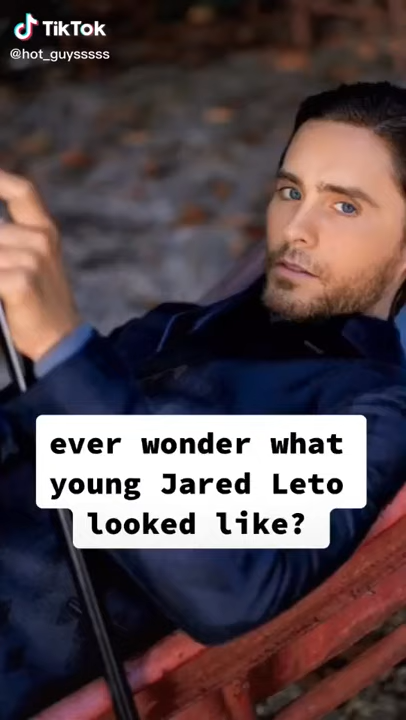 TikTok
@hot_guysssss
ever wonder what
young Jared Leto
looked like?